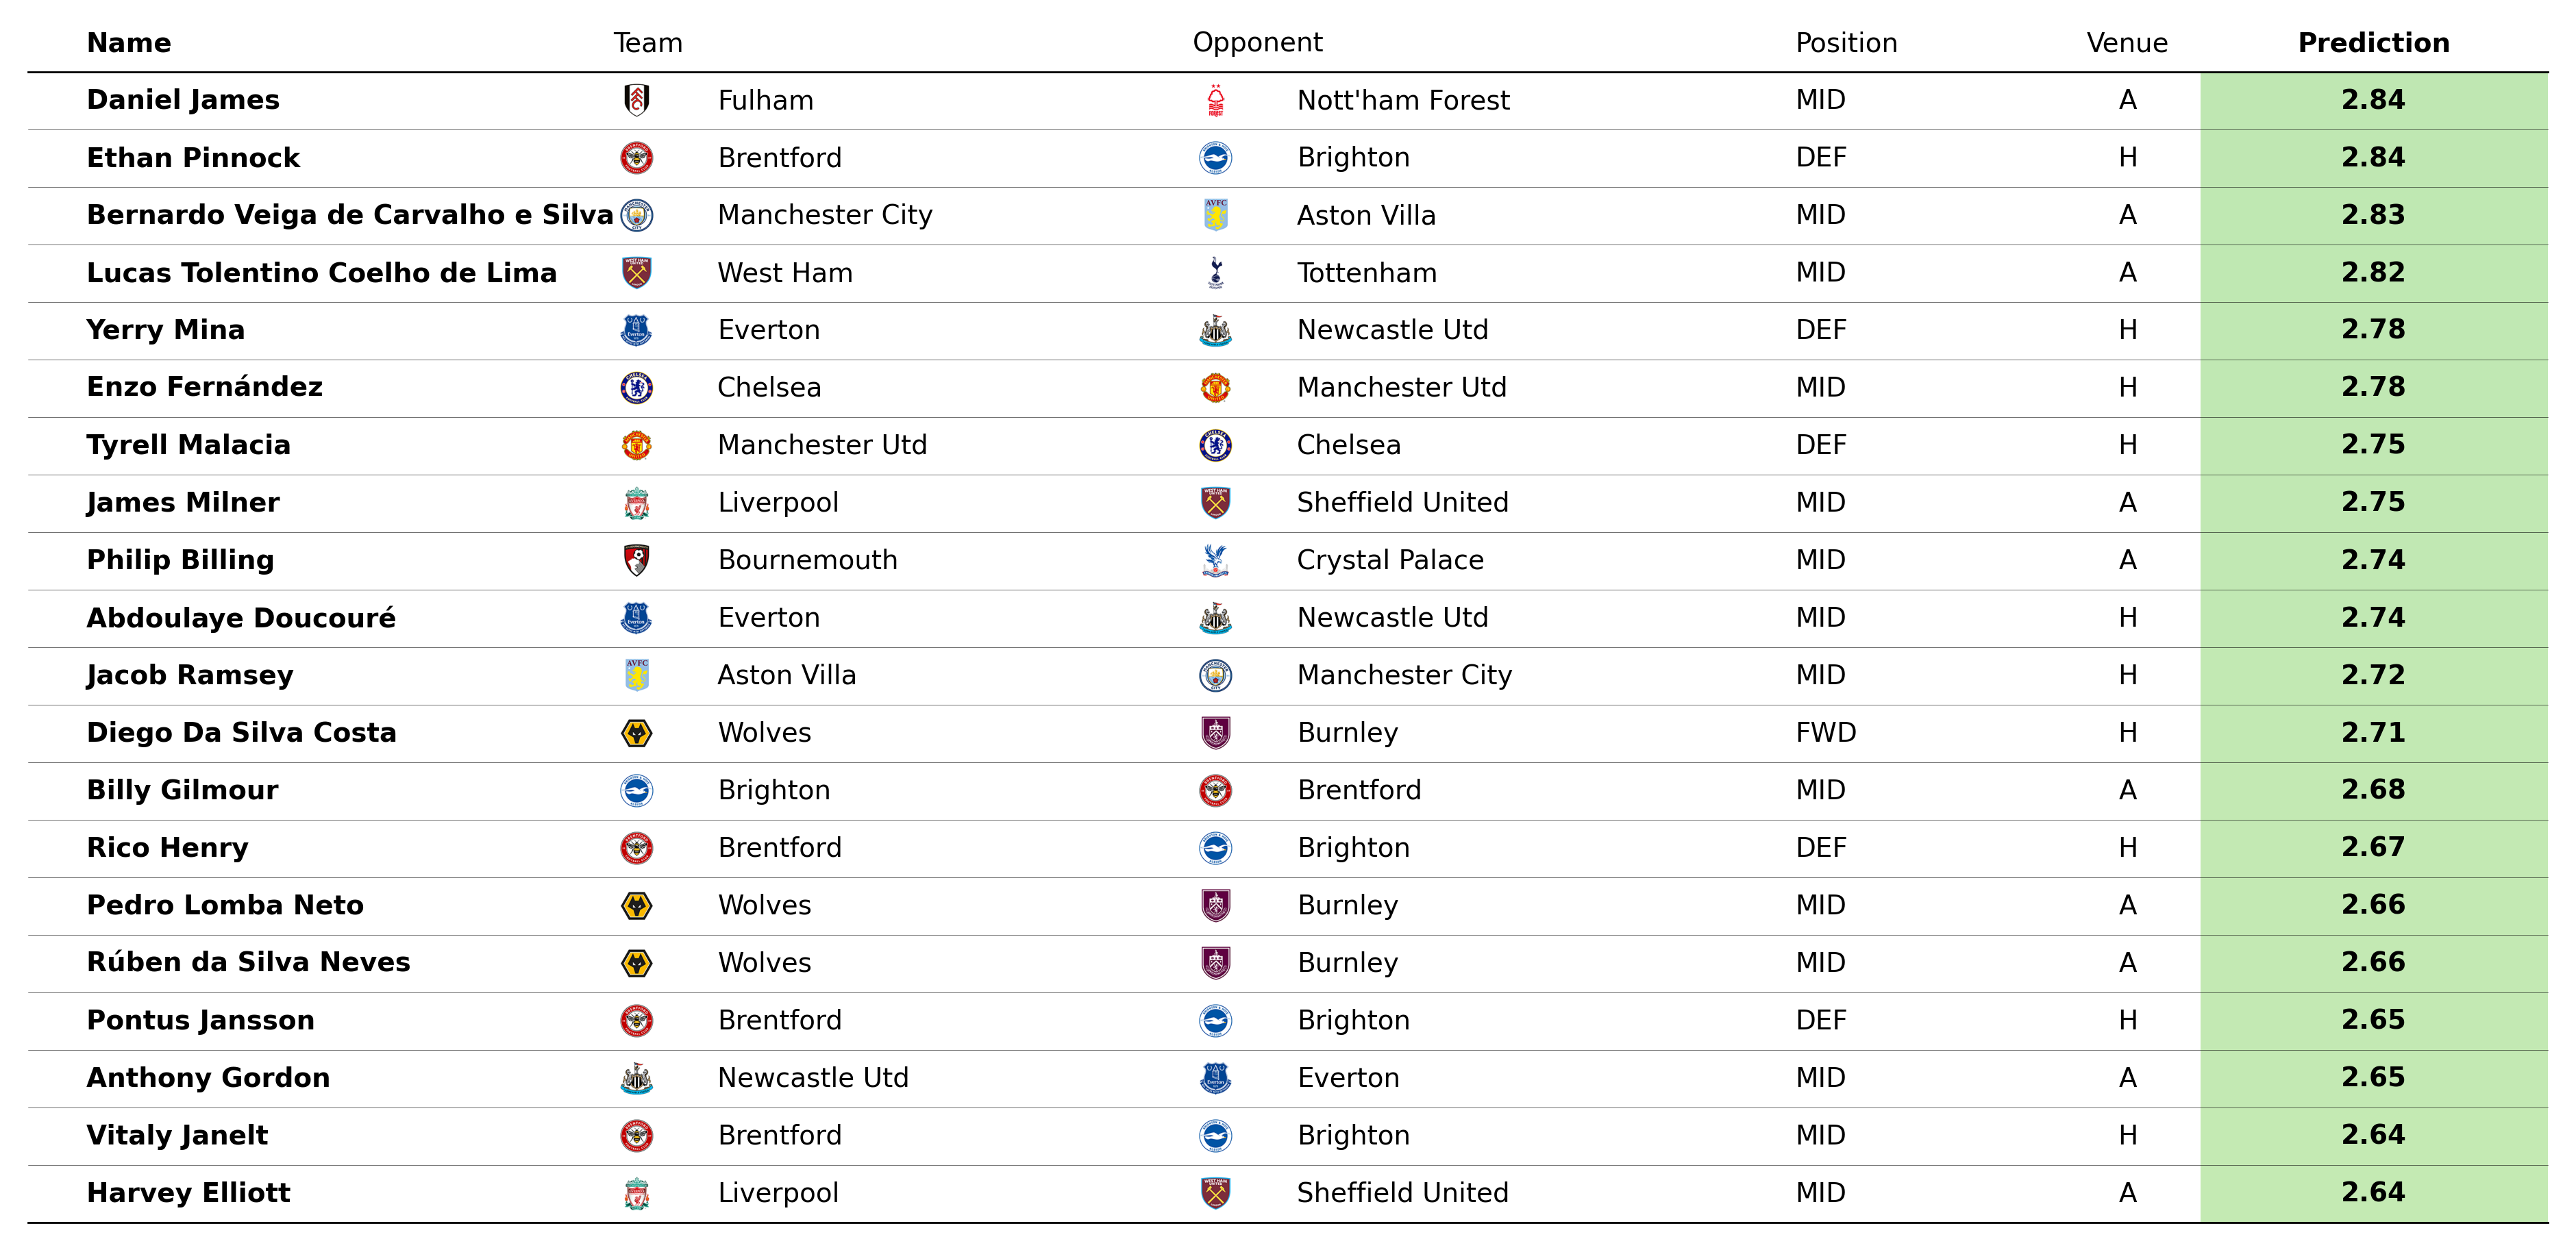 Name Team Opponent Position Venue Prediction
Daniel James Fulham Nott'ham Forest MID A 2.84
Ethan Pinnock Brentford Brighton DEF H 2.84
Bernardo Veiga de Carvalho e Silva Manchester City Aston Villa MID A 2.83
Lucas Tolentino Coelho de Lima West Ham Tottenham MID A 2.82
Yerry Mina Everton Newcastle Utd DEF H 2.78
Enzo Fernández Chelsea Manchester Utd MID H 2.78
Tyrell Malacia Manchester Utd Chelsea DEF H 2.75
James Milner Liverpool Sheffield United MID A 2.75
Philip Billing Bournemouth Crystal Palace MID A 2.74
Abdoulaye Doucouré Everton Newcastle Utd MID H 2.74
Jacob Ramsey Aston Villa Manchester City MID H 2.72
Diego Da Silva Costa Wolves Burnley FWD H 2.71
Billy Gilmour Brighton Brentford MID A 2.68
Rico Henry Brentford Brighton DEF H 2.67
Pedro Lomba Neto Wolves Burnley MID A 2.66
Rúben da Silva Neves Wolves Burnley MID A 2.66
Pontus Jansson Brentford Brighton DEF H 2.65
Anthony Gordon Newcastle Utd Everton MID A 2.65
Vitaly Janelt Brentford Brighton MID H 2.64
Harvey Elliott Liverpool Sheffield United MID A 2.64